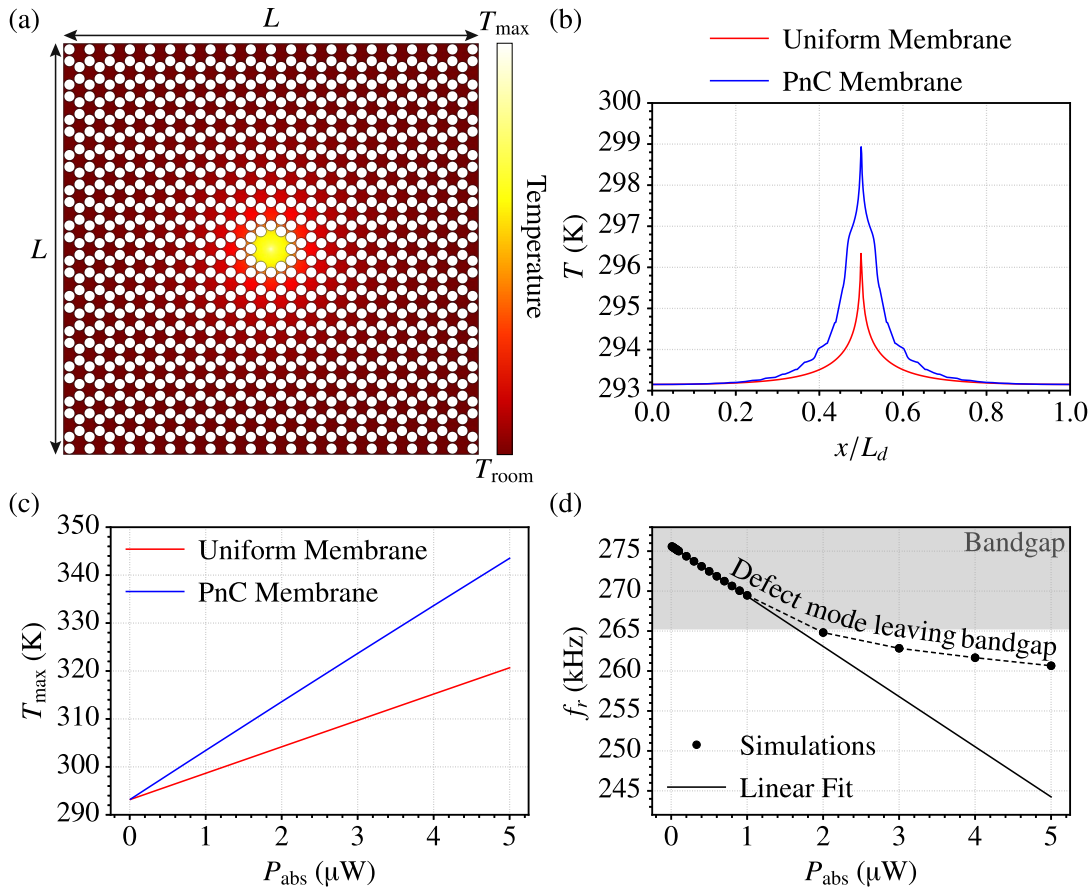 (a)
L
T_max
L
Temperature
T_room
(b)
Uniform Membrane
PnC Membrane
300
299
298
297
296
295
294
293
T (K)
0.0 0.2 0.4 0.6 0.8 1.0
x/L_d
(c)
350
340
330
320
310
300
290
T_max (K)
Uniform Membrane
PnC Membrane
0 1 2 3 4 5
P_abs (µW)
(d)
275
270
265
260
255
250
245
f_r (kHz)
Bandgap
Defect mode leaving bandgap
Simulations
Linear Fit
0 1 2 3 4 5
P_abs (µW)